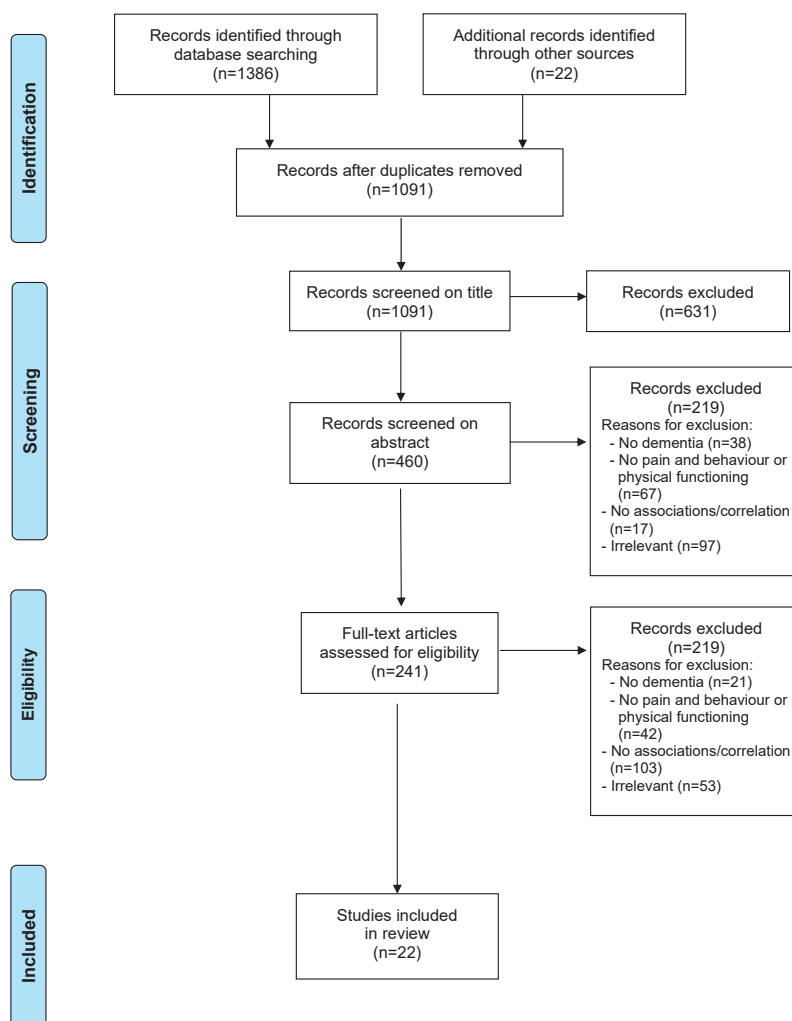 Identification
Records identified through
database searching
(n=1386)
Additional records identified
through other sources
(n=22)
Records after duplicates removed
(n=1091)
Screening
Records screened on title
(n=1091)
Records excluded
(n=631)
Records screened on
abstract
(n=460)
Records excluded
(n=219)
Reasons for exclusion:
- No dementia (n=38)
- No pain and behaviour or
physical functioning
(n=67)
- No associations/correlation
(n=17)
- Irrelevant (n=97)
Eligibility
Full-text articles
assessed for eligibility
(n=241)
Records excluded
(n=219)
Reasons for exclusion:
- No dementia (n=21)
- No pain and behaviour or
physical functioning
(n=42)
- No associations/correlation
(n=103)
- Irrelevant (n=53)
Included
Studies included
in review
(n=22)